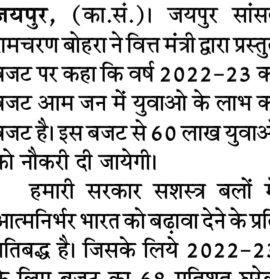 जयपुर, (का.सं.)। जयपुर सांस
रामचरण बोहरा ने वित्त मंत्री द्वारा प्रस्तु
बजट पर कहा कि वर्ष 2022-23 क
बजट आम जन में युवाओ के लाभ क
बजट है। इस बजट से 60 लाख युवाओ
को नौकरी दी जायेगी।
हमारी सरकार सशस्त्र बलों मे
आत्मनिर्भर भारत को बढ़ावा देने के प्रति
प्रतिबद्ध है। जिसके लिये 2022-23
के लिए बजट का 68 प्रतिशत घरेलू